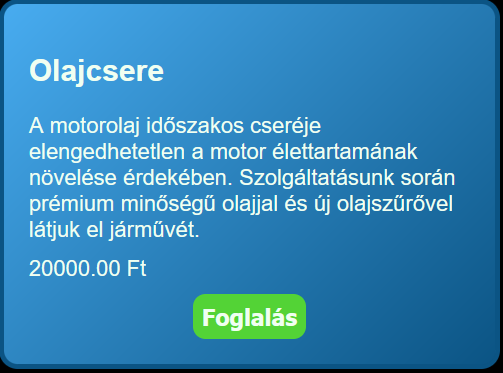 Olajcsere
A motorolaj időszakos cseréje
elengedhetetlen a motor élettartamának
növelése érdekében. Szolgáltatásunk során
prémium minőségű olajjal és új olajszűrővel
látjuk el járművét.
20000.00 Ft
Foglalás